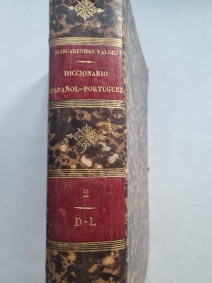 MASCARENHAS VALDEZ
DICCIONARIO
ESPAÑOL-PORTUGUEZ
2
D-L